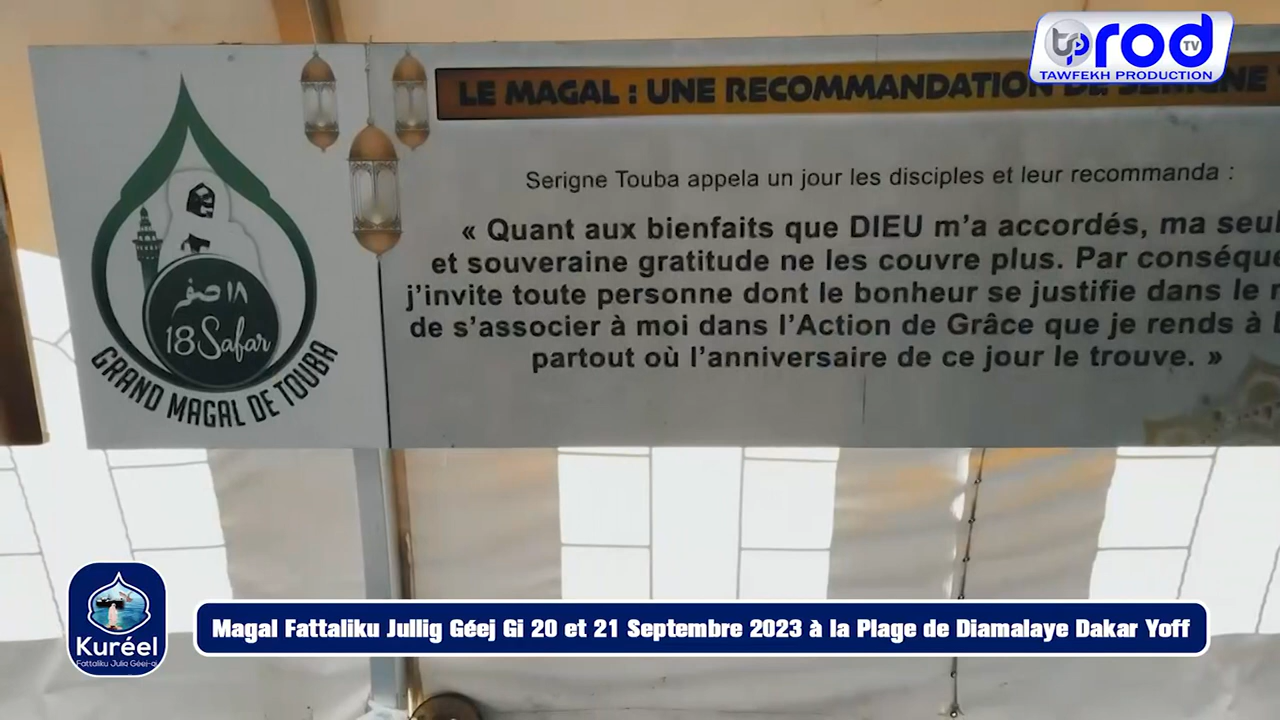 prod TV
TAWFEKH PRODUCTION
LE MAGAL : UNE RECOMMANDATION DE SERIGNE
Serigne Touba appela un jour les disciples et leur recommanda :
« Quant aux bienfaits que DIEU m’a accordés, ma seul
et souveraine gratitude ne les couvre plus. Par conséque
j’invite toute personne dont le bonheur se justifie dans le
de s’associer à moi dans l’Action de Grâce que je rends à
partout où l’anniversaire de ce jour le trouve. »
١٨ صفر
18 Safar
GRAND MAGAL DE TOUBA
Kuréel
Fattaliku Julig Géej-gi
Magal Fattaliku Jullig Géej Gi 20 et 21 Septembre 2023 à la Plage de Diamalaye Dakar Yoff